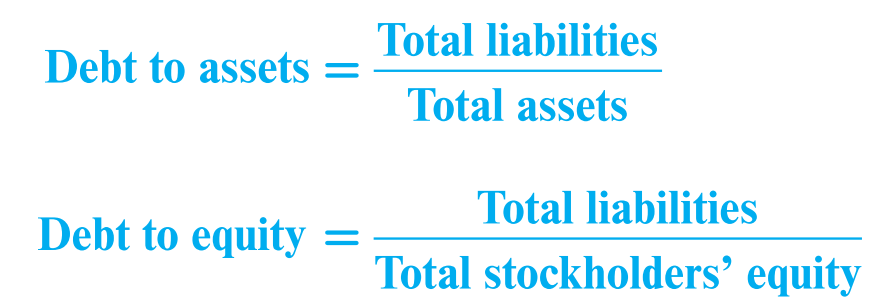 Debt to assets = Total liabilities / Total assets
Debt to equity = Total liabilities / Total stockholders’ equity